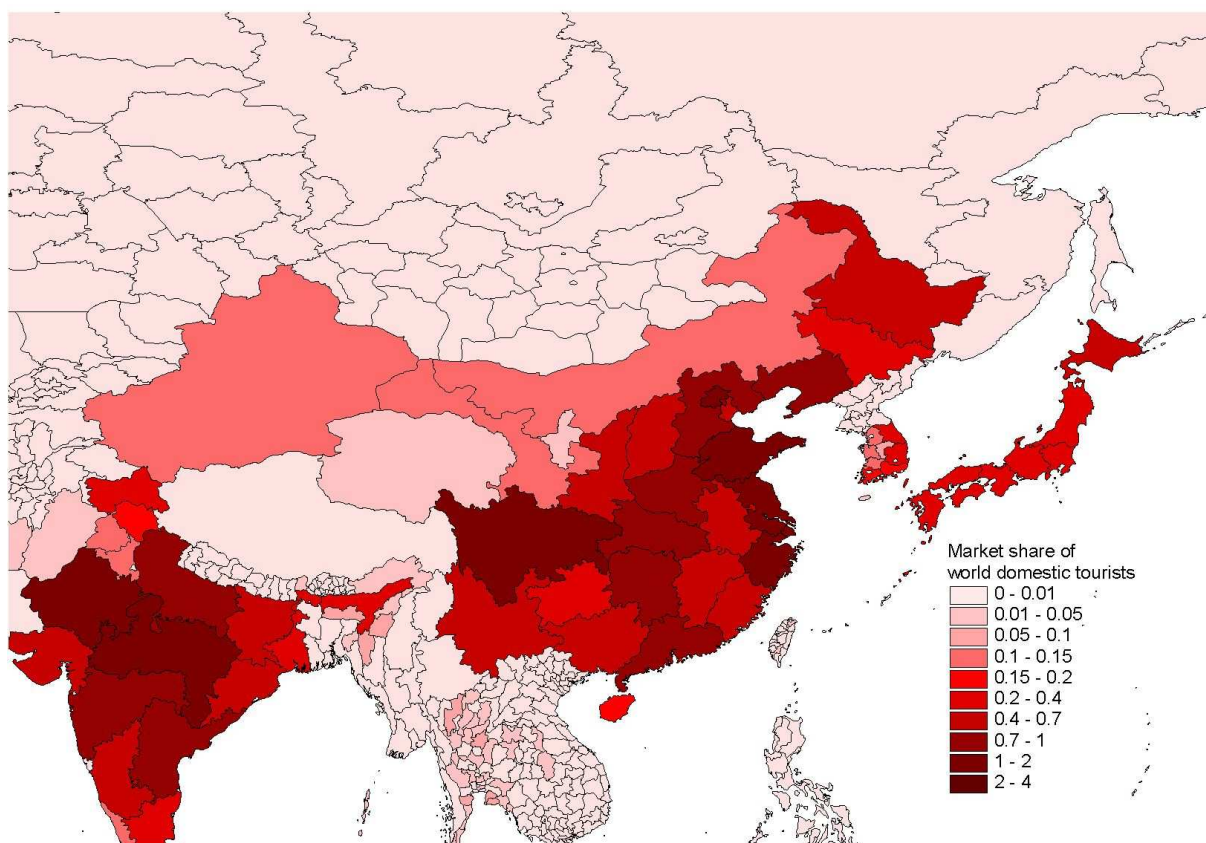 Market share of
world domestic tourists
0 - 0.01
0.01 - 0.05
0.05 - 0.1
0.1 - 0.15
0.15 - 0.2
0.2 - 0.4
0.4 - 0.7
0.7 - 1
1 - 2
2 - 4